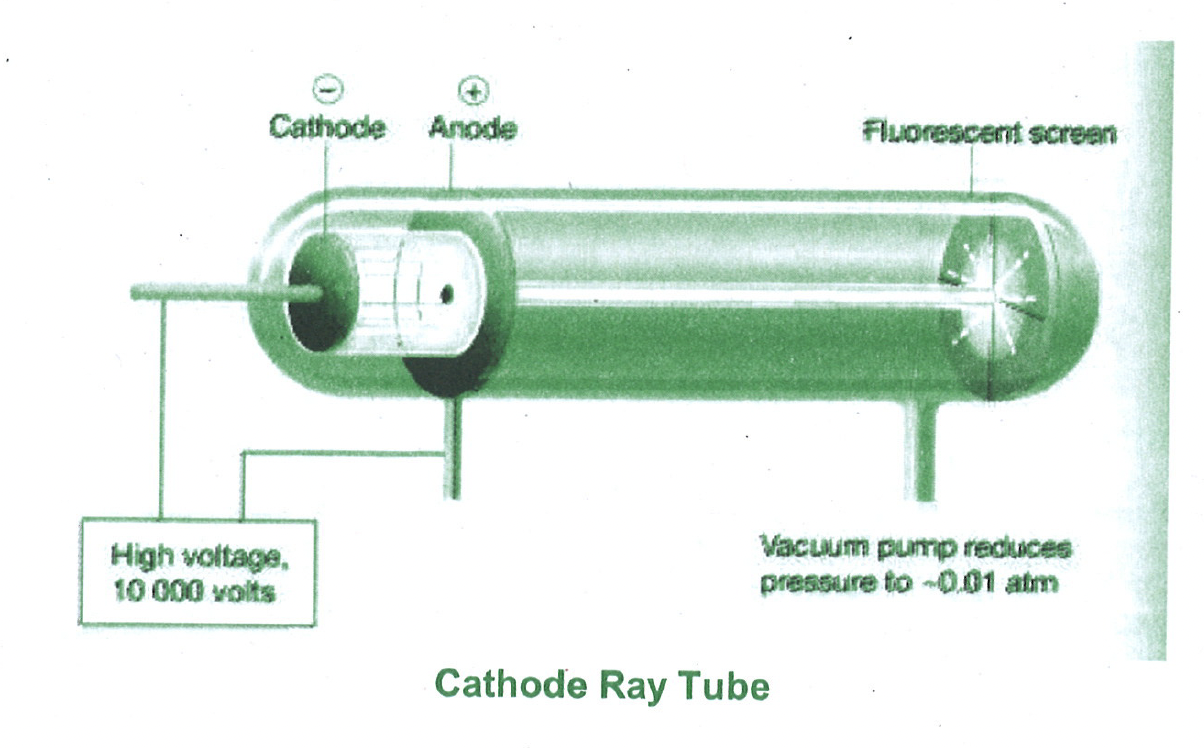 ⊖ ⊕
Cathode Anode Fluorescent screen
High voltage,
10 000 volts
Vacuum pump reduces
pressure to ~0.01 atm
Cathode Ray Tube